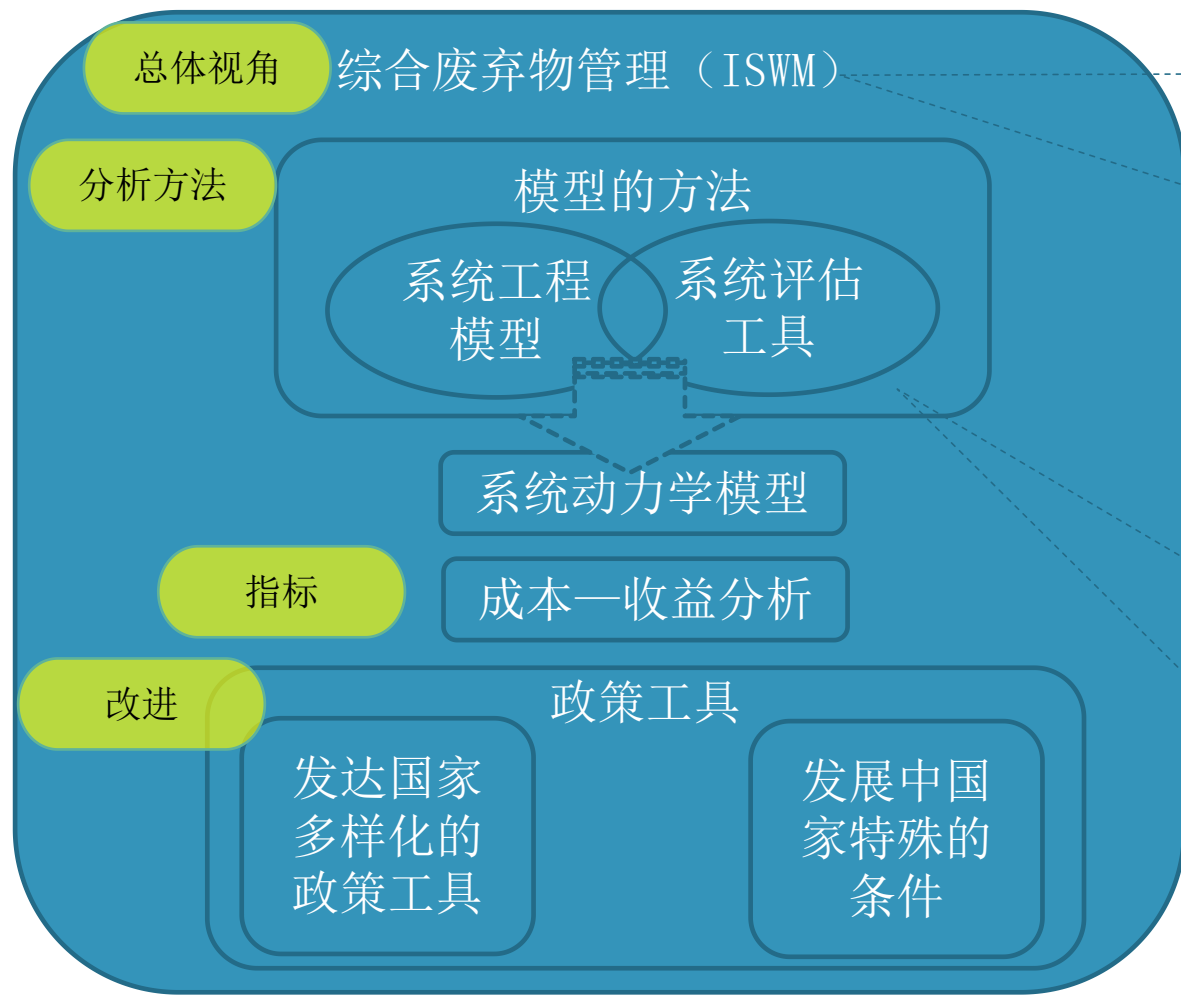 总体视角
综合废弃物管理（ISWM）
分析方法
模型的方法
系统工程
模型
系统评估
工具
系统动力学模型
指标
成本—收益分析
改进
政策工具
发达国家
多样化的
政策工具
发展中国
家特殊的
条件